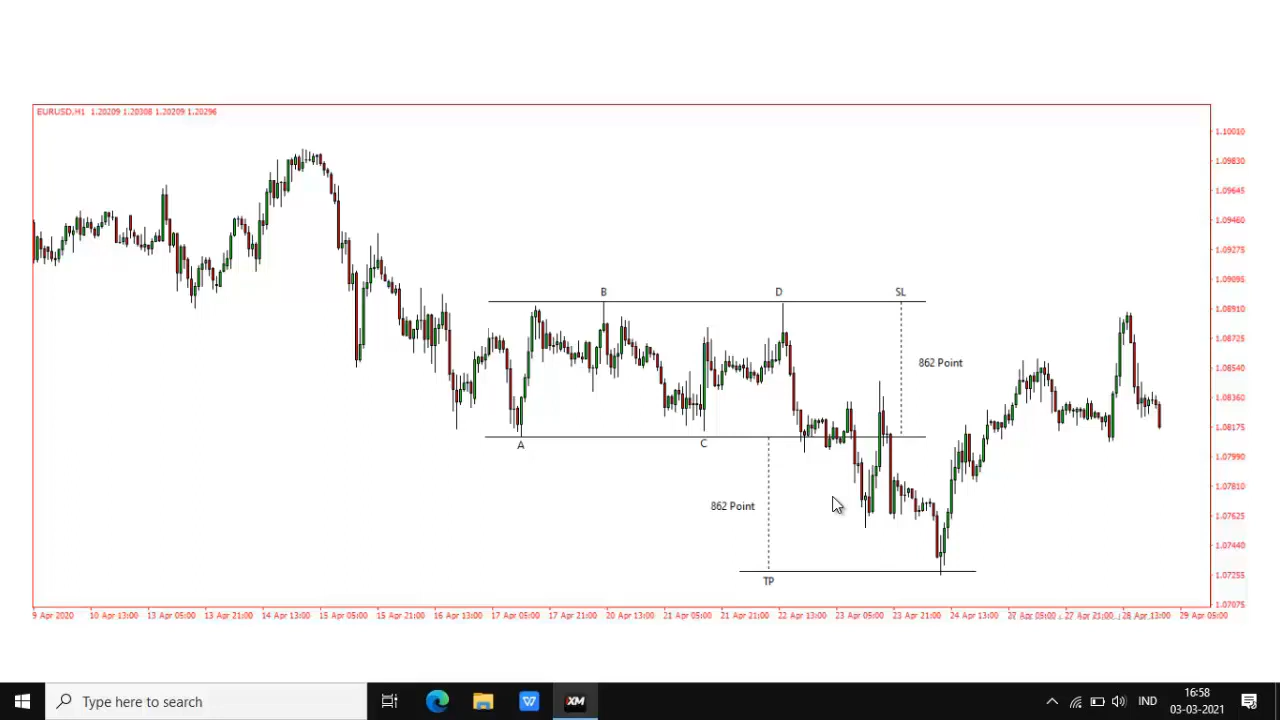 EURUSD,H1 1.20209 1.20308 1.20209 1.20296
1.10010
1.09830
1.09645
1.09460
1.09275
1.09095
B
D
SL
1.08910
1.08725
862 Point
1.08540
1.08360
A
C
1.08175
1.07990
1.07810
862 Point
1.07625
1.07440
1.07255
TP
1.07075
9 Apr 2020 10 Apr 13:00 13 Apr 05:00 13 Apr 21:00 14 Apr 13:00 15 Apr 05:00 15 Apr 21:00 16 Apr 13:00 17 Apr 05:00 17 Apr 21:00 20 Apr 13:00 21 Apr 05:00 21 Apr 21:00 22 Apr 13:00 23 Apr 05:00 23 Apr 21:00 24 Apr 13:00 27 Apr 05:00 27 Apr 21:00 28 Apr 13:00 29 Apr 05:00
Type here to search
W
XM
IND
16:58
03-03-2021